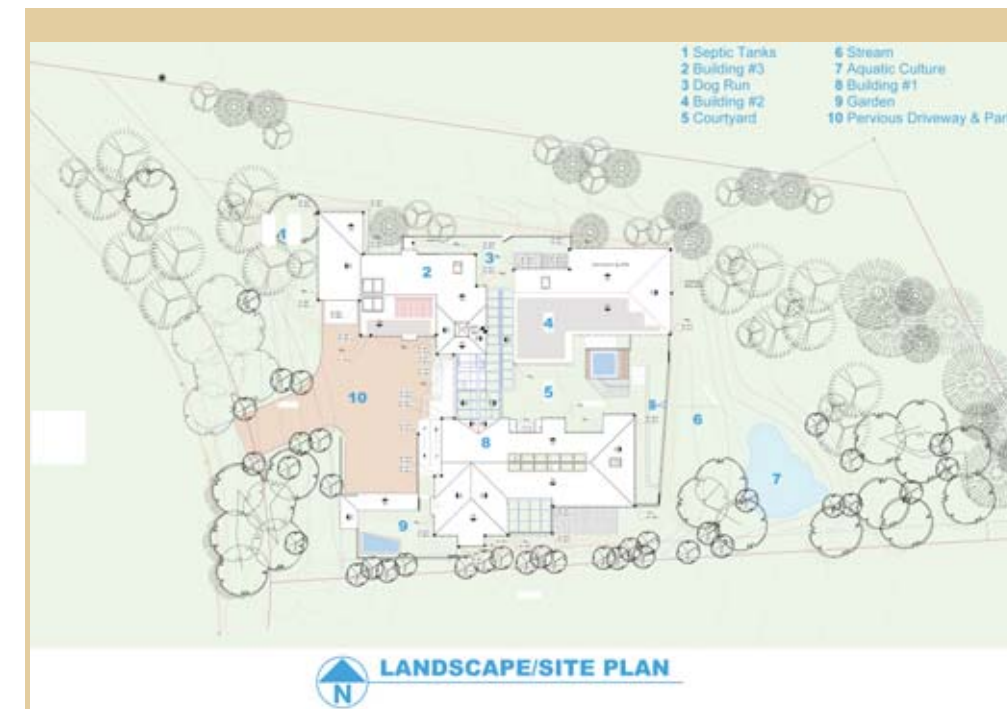 1 Septic Tanks
2 Building #3
3 Dog Run
4 Building #2
5 Courtyard
6 Stream
7 Aquatic Culture
8 Building #1
9 Garden
10 Pervious Driveway & Par
1
2
3
4
5
6
7
8
9
10
LANDSCAPE/SITE PLAN
N